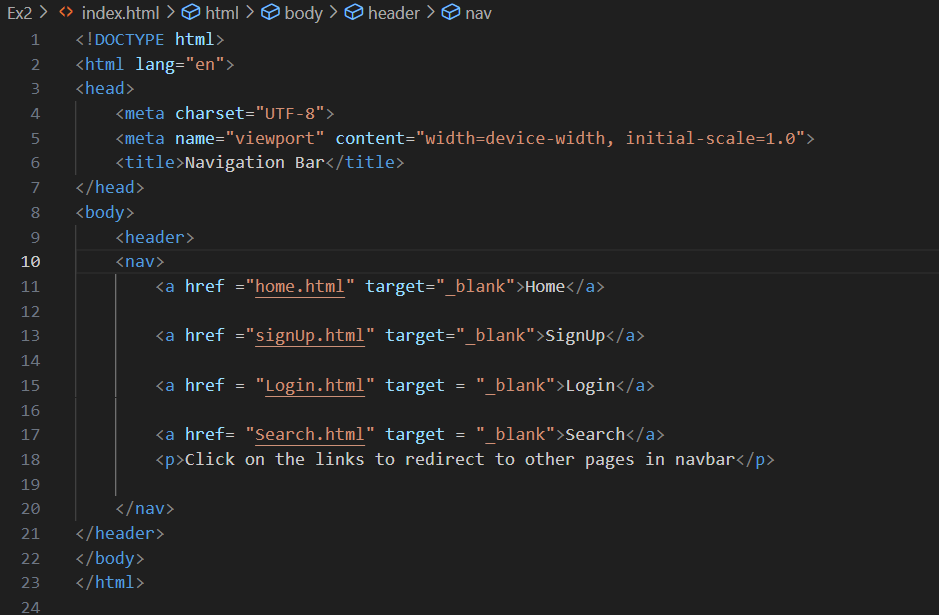 Ex2 > index.html > html > body > header > nav
1 <!DOCTYPE html>
2 <html lang="en">
3 <head>
4 <meta charset="UTF-8">
5 <meta name="viewport" content="width=device-width, initial-scale=1.0">
6 <title>Navigation Bar</title>
7 </head>
8 <body>
9 <header>
10 <nav>
11 <a href ="home.html" target="_blank">Home</a>
12
13 <a href ="signUp.html" target="_blank">SignUp</a>
14
15 <a href = "Login.html" target = "_blank">Login</a>
16
17 <a href= "Search.html" target = "_blank">Search</a>
18 <p>Click on the links to redirect to other pages in navbar</p>
19
20 </nav>
21 </header>
22 </body>
23 </html>
24